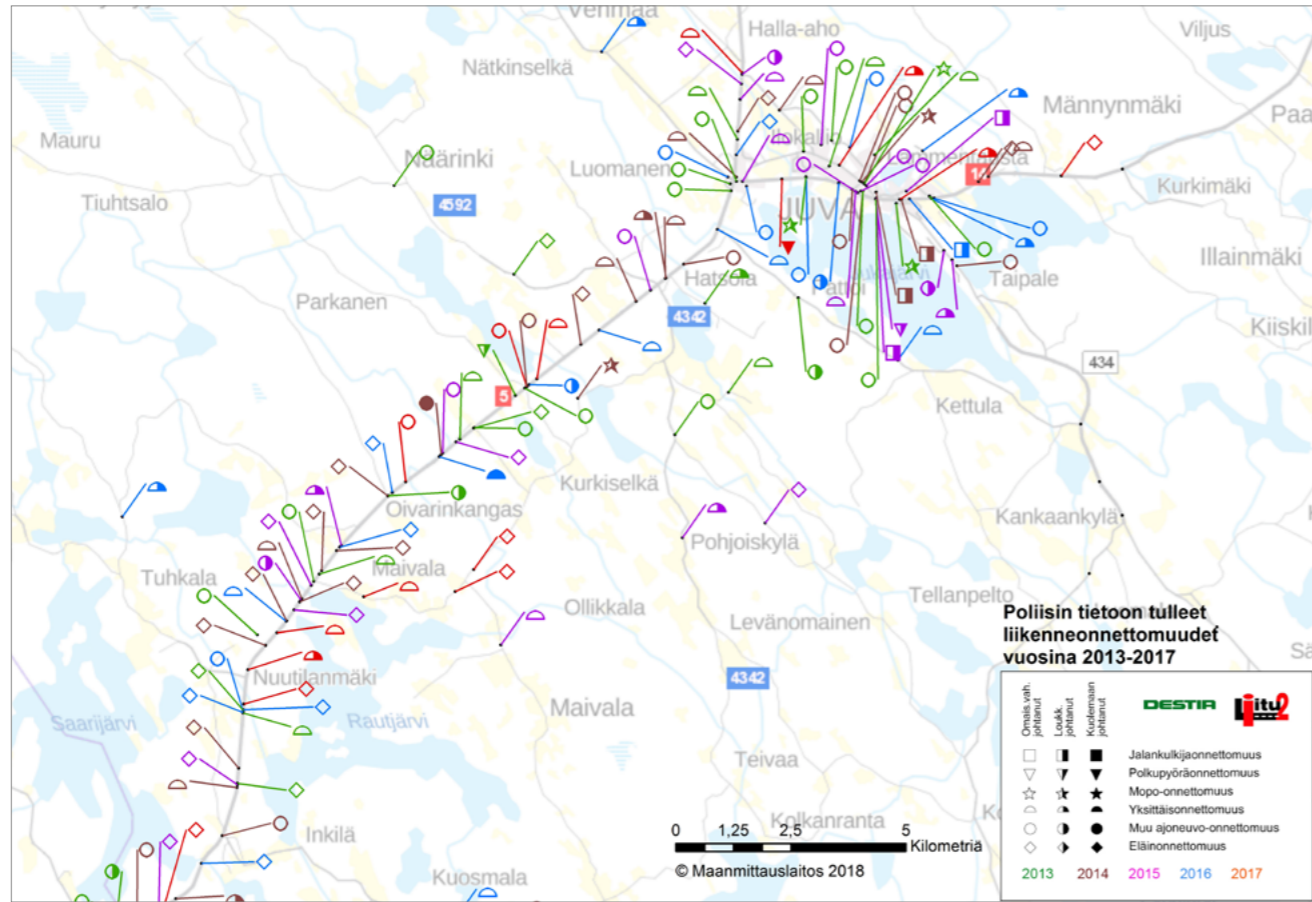 Vehmaa
Halla-aho
Viljus
Nätkinselkä
Männynmäki
Mauru
Näärinki
Luomanen
Tiuhtsalo
4592
14
Kurkimäki
JUVA
Illainmäki
Hatsola
Taipale
Parkanen
4342
Pattoi
Jukajärvi
Kiiskil
434
5
Kettula
Kurkiselkä
Oivarinkangas
Kankaankylä
Pohjoiskylä
Tuhkala
Maivala
Ollikkala
Tellanpelto
Levänomainen
Nuutilanmäki
4342
Saarijärvi
Rautjärvi
Maivala
Teivaa
Inkilä
Kolkanranta
Kuosmala
Poliisin tietoon tulleet
liikenneonnettomuudet
vuosina 2013-2017
Omais.vah. johtanut
Loukk. johtanut
Kuolemaan johtanut
DESTIA
Liitu2
Jalankulkijaonnettomuus
Polkupyöräonnettomuus
Mopo-onnettomuus
Yksittäisonnettomuus
Muu ajoneuvo-onnettomuus
Eläinonnettomuus
2013 2014 2015 2016 2017
0 1,25 2,5 5
Kilometriä
© Maanmittauslaitos 2018